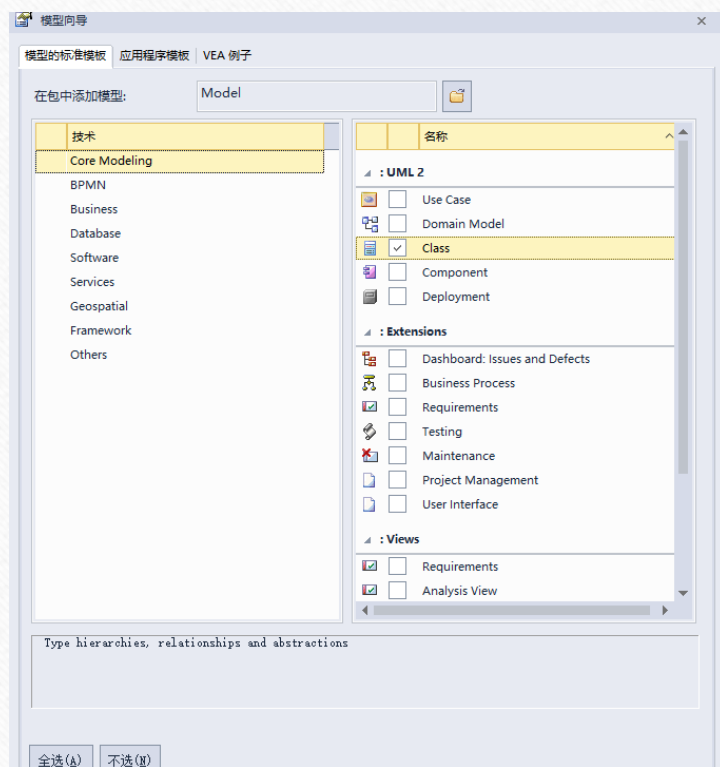 模型向导
模型的标准模板 应用程序模板 VEA 例子
在包中添加模型: Model
技术
Core Modeling
BPMN
Business
Database
Software
Services
Geospatial
Framework
Others
名称
: UML 2
Use Case
Domain Model
Class
Component
Deployment
: Extensions
Dashboard: Issues and Defects
Business Process
Requirements
Testing
Maintenance
Project Management
User Interface
: Views
Requirements
Analysis View
Type hierarchies, relationships and abstractions
全选(A) 不选(N)